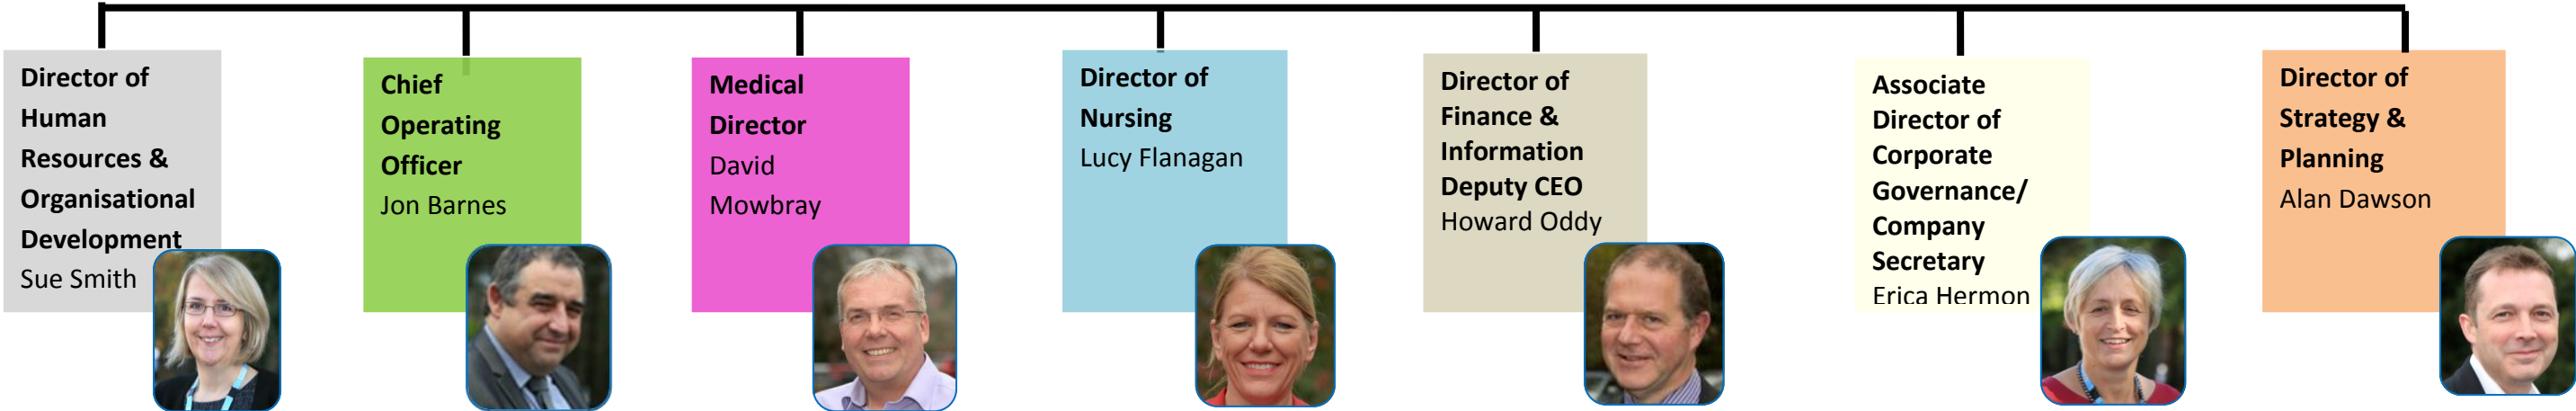 Director of
Human
Resources &
Organisational
Development
Sue Smith
Chief
Operating
Officer
Jon Barnes
Medical
Director
David
Mowbray
Director of
Nursing
Lucy Flanagan
Director of
Finance &
Information
Deputy CEO
Howard Oddy
Associate
Director of
Corporate
Governance/
Company
Secretary
Erica Hermon
Director of
Strategy &
Planning
Alan Dawson